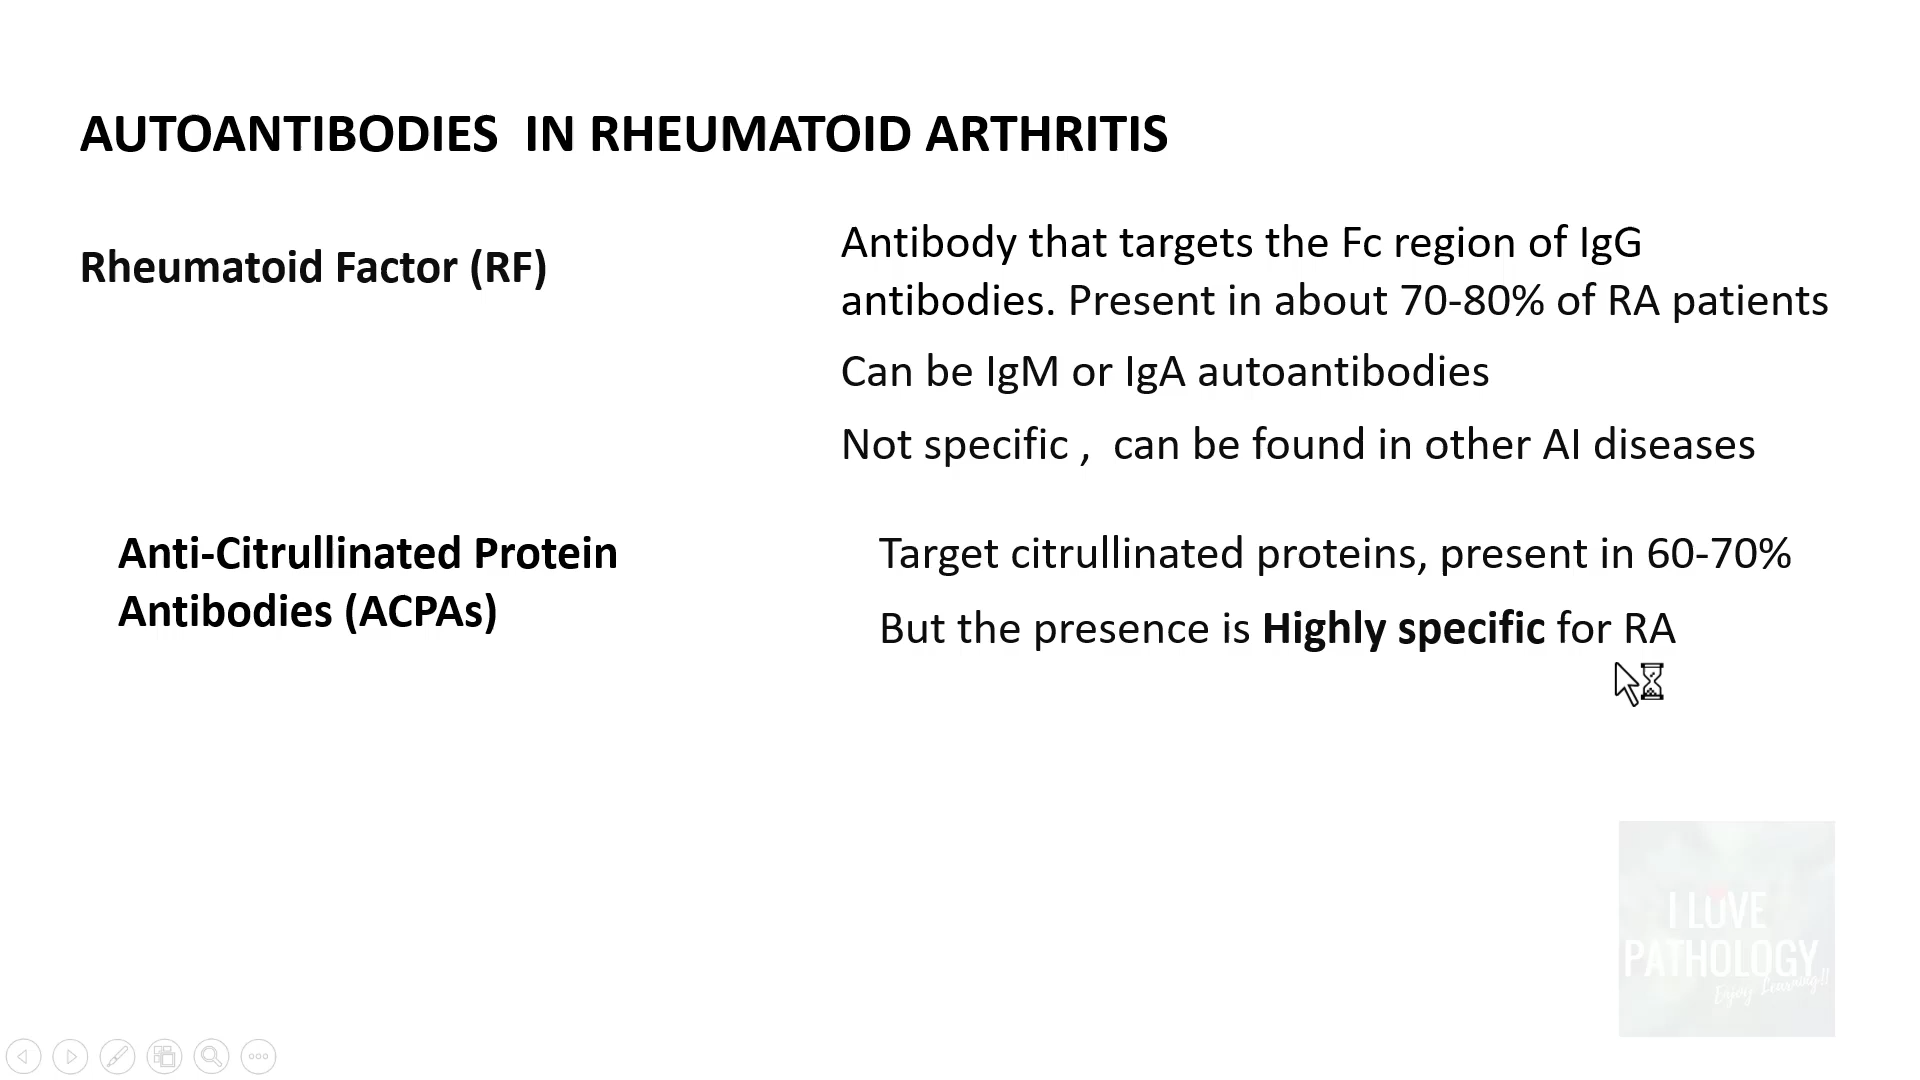 AUTOANTIBODIES  IN RHEUMATOID ARTHRITIS
Rheumatoid Factor (RF)
Antibody that targets the Fc region of IgG
antibodies. Present in about 70-80% of RA patients
Can be IgM or IgA autoantibodies
Not specific ,  can be found in other AI diseases
Anti-Citrullinated Protein
Antibodies (ACPAs)
Target citrullinated proteins, present in 60-70%
But the presence is Highly specific for RA
I LOVE
PATHOLOGY
Enjoy Learning!!